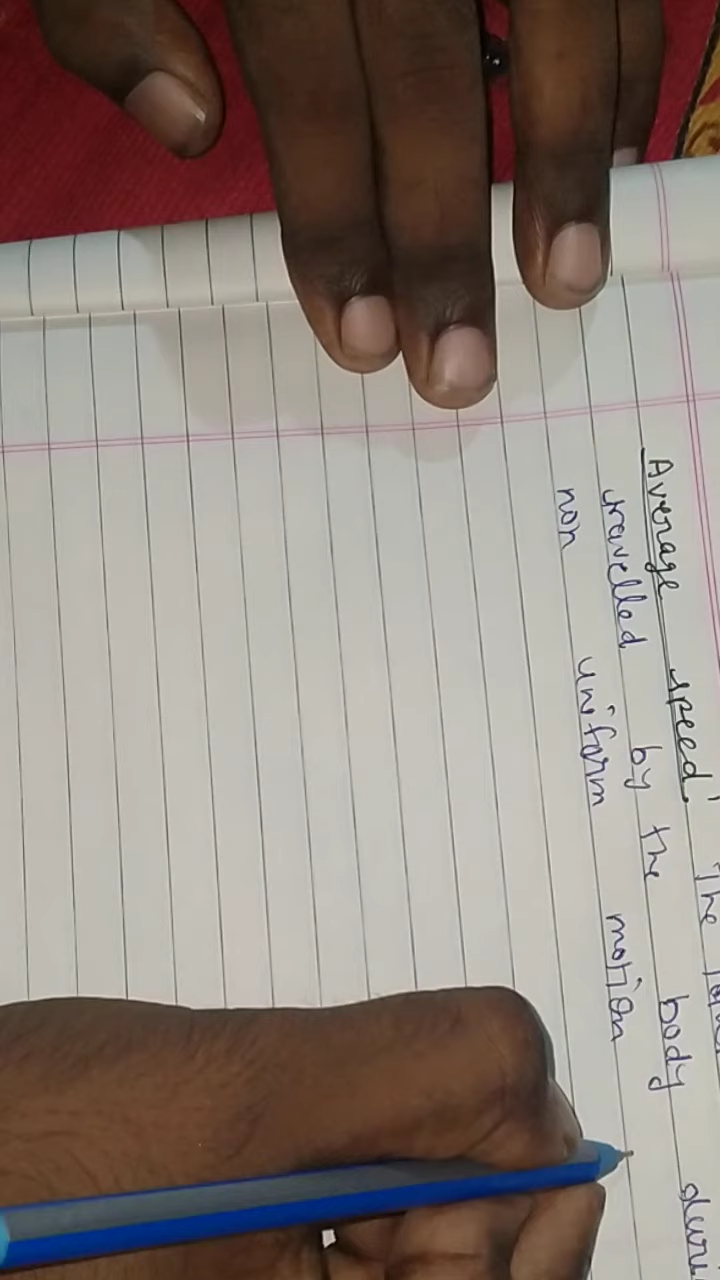 Average speed: The
travelled by the body
non uniform motion